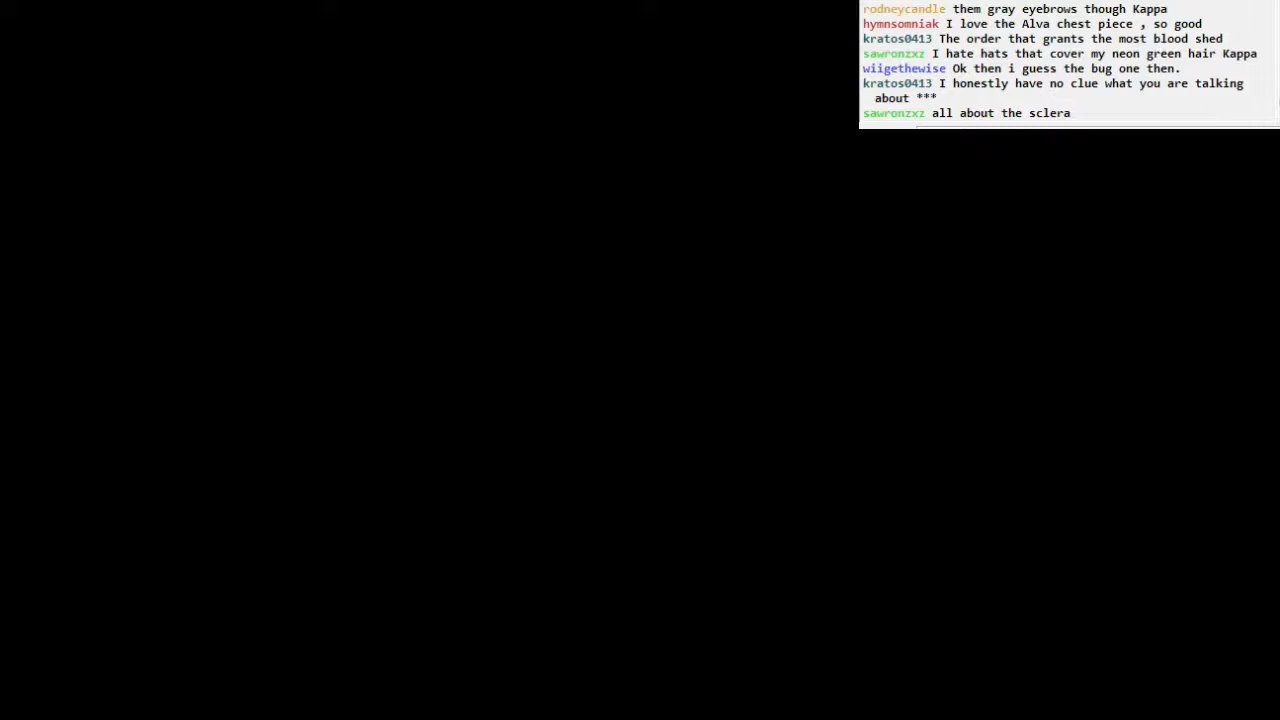 rodneycandle them gray eyebrows though Kappa
hymnsomniak I love the Alva chest piece , so good
kratos0413 The order that grants the most blood shed
sawronzxz I hate hats that cover my neon green hair Kappa
wiigethewise Ok then i guess the bug one then.
kratos0413 I honestly have no clue what you are talking
about ***
sawronzxz all about the sclera